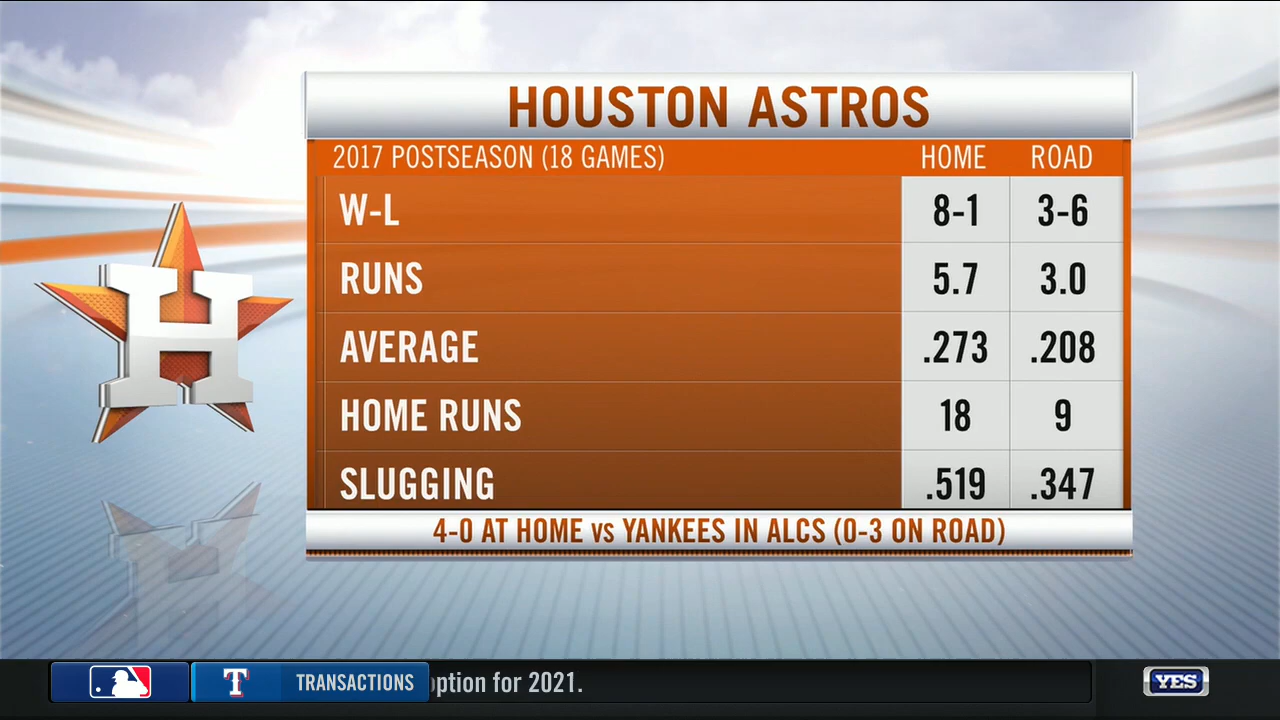 HOUSTON ASTROS
2017 POSTSEASON (18 GAMES) HOME ROAD
W-L 8-1 3-6
RUNS 5.7 3.0
AVERAGE .273 .208
HOME RUNS 18 9
SLUGGING .519 .347
4-0 AT HOME vs YANKEES IN ALCS (0-3 ON ROAD)
H
T TRANSACTIONS for 2021.
YES